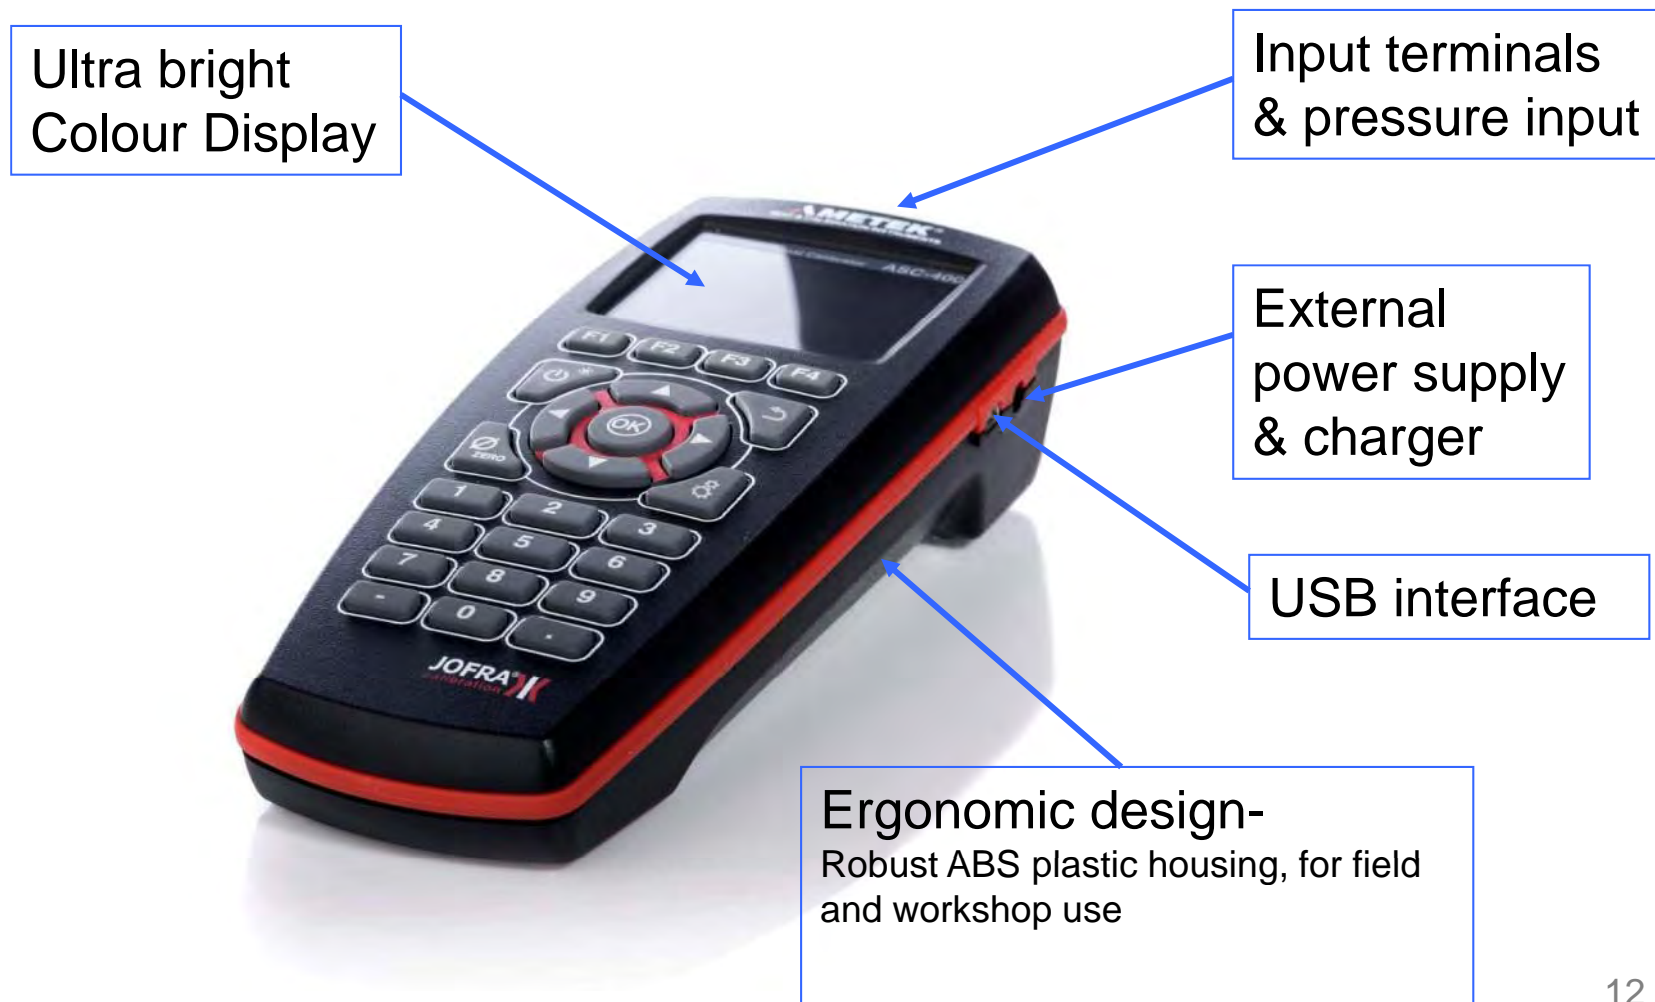 Ultra bright
Colour Display
Input terminals
& pressure input
AMETEK
ASC-400
External
power supply
& charger
F1 F2 F3 F4
OK
ZERO
1 2 3
4 5 6
7 8 9
- 0 .
USB interface
JOFRA®
calibration
Ergonomic design-
Robust ABS plastic housing, for field
and workshop use
12